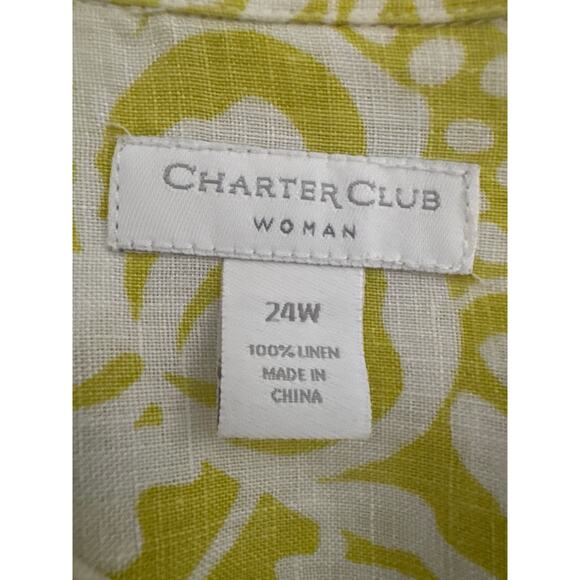 CHARTER CLUB
WOMAN
24W
100% LINEN
MADE IN
CHINA